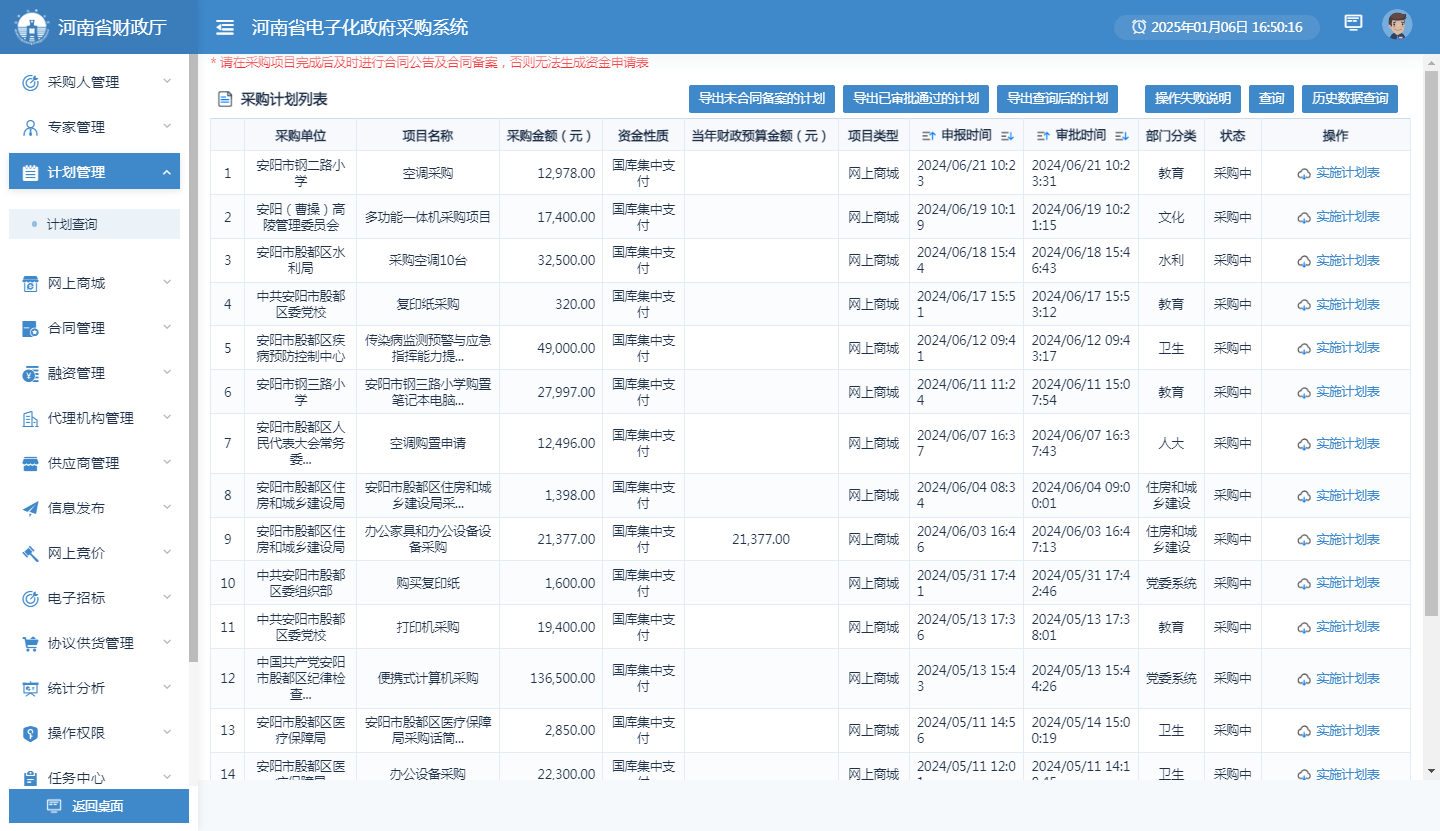 河南省财政厅
河南省电子化政府采购系统
2025年01月06日 16:50:16
采购人管理
专家管理
计划管理
计划查询
网上商城
合同管理
融资管理
代理机构管理
供应商管理
信息发布
网上竞价
电子招标
协议供货管理
统计分析
操作权限
任务中心
返回桌面
* 请在采购项目完成后及时进行合同公告及合同备案，否则无法生成资金申请表
采购计划列表 导出未合同备案的计划 导出已审批通过的计划 导出查询后的计划 操作失败说明 查询 历史数据查询
采购单位 项目名称 采购金额（元） 资金性质 当年财政预算金额（元） 项目类型 申报时间 审批时间 部门分类 状态 操作
1 安阳市钢二路小学 空调采购 12,978.00 国库集中支付 网上商城 2024/06/21 10:23 2024/06/21 10:23:31 教育 采购中 实施计划表
2 安阳（曹操）高陵管理委员会 多功能一体机采购项目 17,400.00 国库集中支付 网上商城 2024/06/19 10:19 2024/06/19 10:21:15 文化 采购中 实施计划表
3 安阳市殷都区水利局 采购空调10台 32,500.00 国库集中支付 网上商城 2024/06/18 15:44 2024/06/18 15:46:43 水利 采购中 实施计划表
4 中共安阳市殷都区委党校 复印纸采购 320.00 国库集中支付 网上商城 2024/06/17 15:51 2024/06/17 15:53:12 教育 采购中 实施计划表
5 安阳市殷都区疾病预防控制中心 传染病监测预警与应急指挥能力提... 49,000.00 国库集中支付 网上商城 2024/06/12 09:41 2024/06/12 09:43:17 卫生 采购中 实施计划表
6 安阳市钢三路小学 安阳市钢三路小学购置笔记本电脑... 27,997.00 国库集中支付 网上商城 2024/06/11 11:24 2024/06/11 15:07:54 教育 采购中 实施计划表
7 安阳市殷都区人民代表大会常务委... 空调购置申请 12,496.00 国库集中支付 网上商城 2024/06/07 16:37 2024/06/07 16:37:43 人大 采购中 实施计划表
8 安阳市殷都区住房和城乡建设局 安阳市殷都区住房和城乡建设局采... 1,398.00 国库集中支付 网上商城 2024/06/04 08:34 2024/06/04 09:00:01 住房和城乡建设 采购中 实施计划表
9 安阳市殷都区住房和城乡建设局 办公家具和办公设备设备采购 21,377.00 国库集中支付 21,377.00 网上商城 2024/06/03 16:46 2024/06/03 16:47:13 住房和城乡建设 采购中 实施计划表
10 中共安阳市殷都区委组织部 购买复印纸 1,600.00 国库集中支付 网上商城 2024/05/31 17:41 2024/05/31 17:42:46 党委系统 采购中 实施计划表
11 中共安阳市殷都区委党校 打印机采购 19,400.00 国库集中支付 网上商城 2024/05/13 17:36 2024/05/13 17:38:01 教育 采购中 实施计划表
12 中国共产党安阳市殷都区纪律检查... 便携式计算机采购 136,500.00 国库集中支付 网上商城 2024/05/13 15:43 2024/05/13 15:44:26 党委系统 采购中 实施计划表
13 安阳市殷都区医疗保障局 安阳市殷都区医疗保障局采购话筒... 2,850.00 国库集中支付 网上商城 2024/05/11 14:56 2024/05/14 15:00:19 卫生 采购中 实施计划表
14 安阳市殷都区医疗保障局 办公设备采购 22,300.00 国库集中支 网上商城 2024/05/11 12:0 2024/05/11 14:1 卫生 采购中 实施计划表